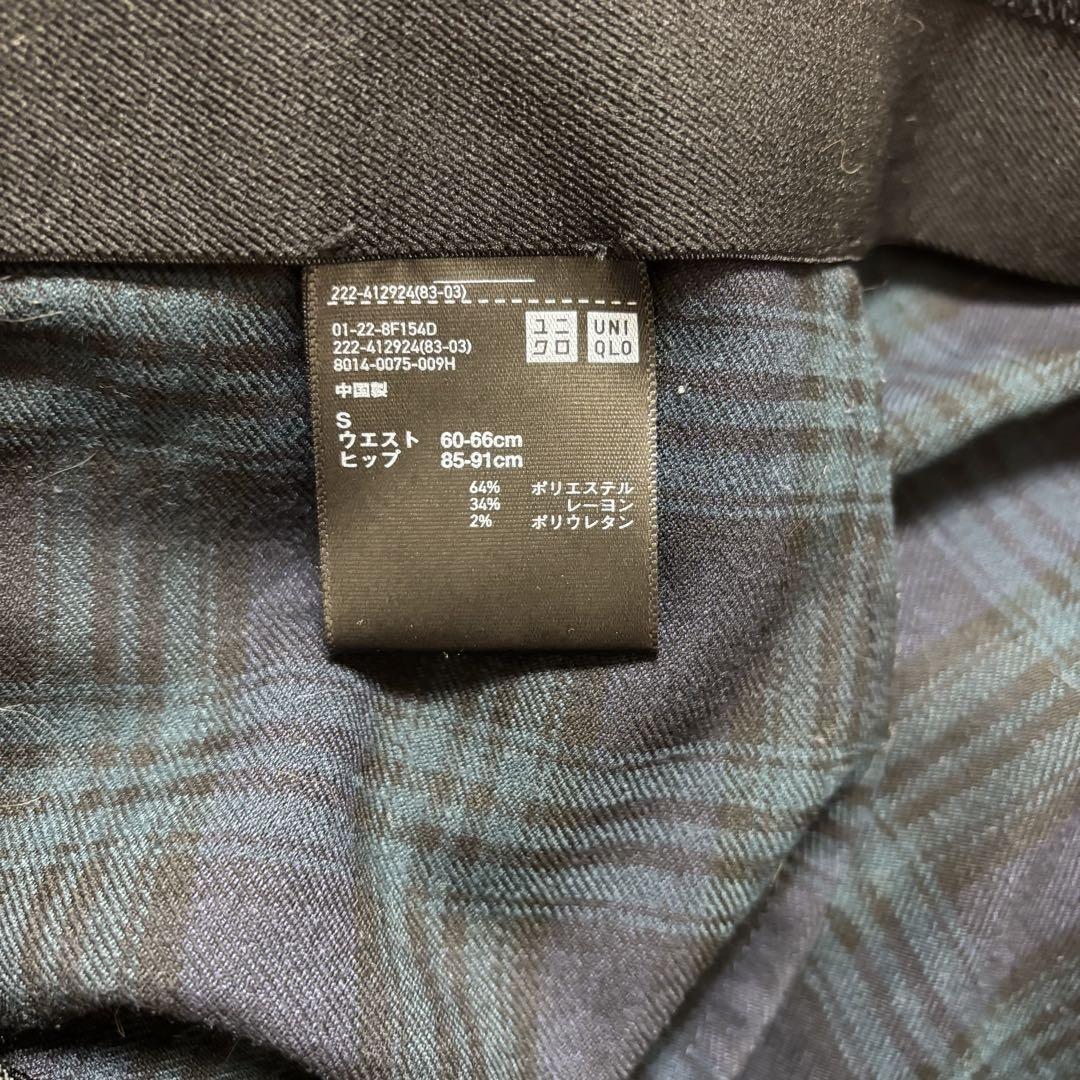 222-412924(83-03)
01-22-8F154D
222-412924(83-03)
8014-0075-009H
ユニ
クロ
UNI
QLO
中国製
S
ウエスト 60-66cm
ヒップ 85-91cm
64% ポリエステル
34% レーヨン
2% ポリウレタン